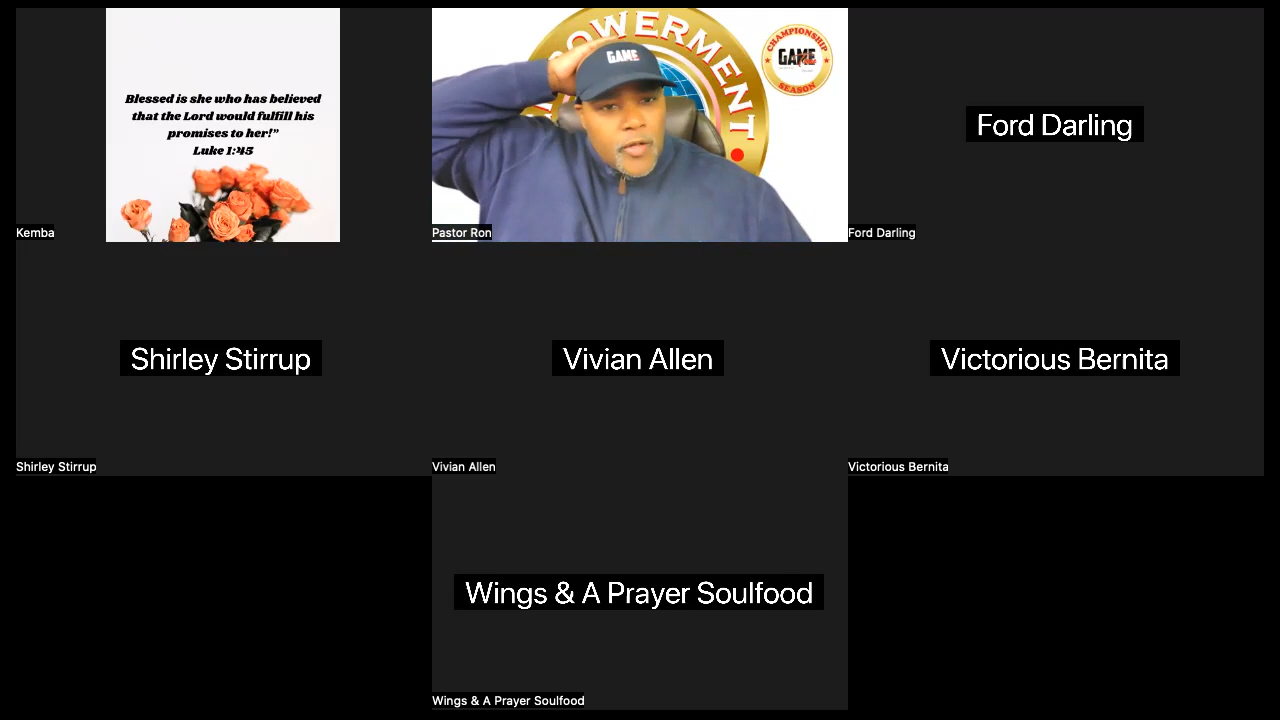 Blessed is she who has believed
that the Lord would fulfill his
promises to her!”
Luke 1:45
Kemba
OWERMENT
GAME
CHAMPIONSHIP
GAME
SEASON
Pastor Ron
Ford Darling
Ford Darling
Shirley Stirrup
Shirley Stirrup
Vivian Allen
Vivian Allen
Victorious Bernita
Victorious Bernita
Wings & A Prayer Soulfood
Wings & A Prayer Soulfood